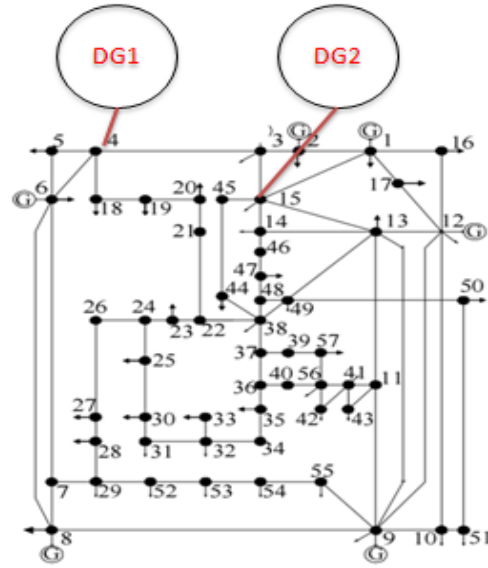 DG1 DG2
G G
5 4 3 2 1 16
6 20 45 17
G 18 19 15 13 12 G
21 14
46
47
44 48 49 50
26 24 23 22 38
25 37 39 57
40 56 41 11
36
27 30 33 35 42 43
28 31 32 34
55
7 29 52 53 54
8 9 10 51
G G